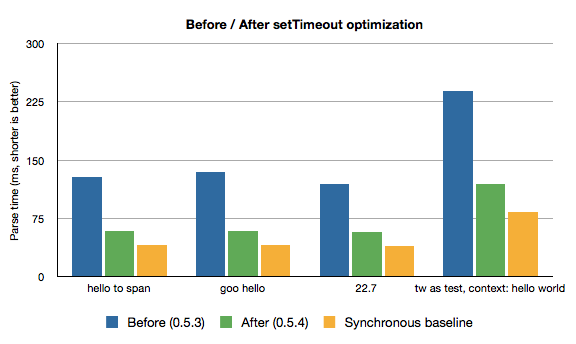 Before / After setTimeout optimization
Parse time (ms, shorter is better)
300
225
150
75
0
hello to span
goo hello
22.7
tw as test, context: hello world
Before (0.5.3)
After (0.5.4)
Synchronous baseline